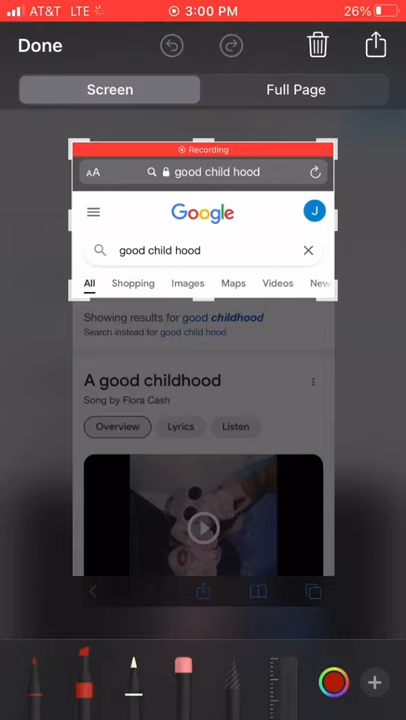 AT&T LTE 3:00 PM 26%
Done
Screen Full Page
Recording
AA good child hood
Google J
good child hood
All Shopping Images Maps Videos New
Showing results for good childhood
Search instead for good child hood
A good childhood
Song by Flora Cash
Overview Lyrics Listen